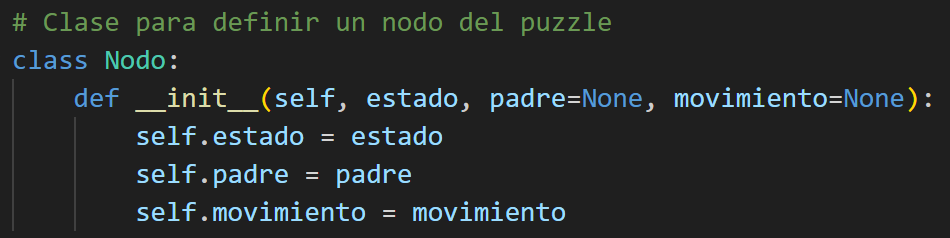 # Clase para definir un nodo del puzzle
class Nodo:
    def __init__(self, estado, padre=None, movimiento=None):
        self.estado = estado
        self.padre = padre
        self.movimiento = movimiento